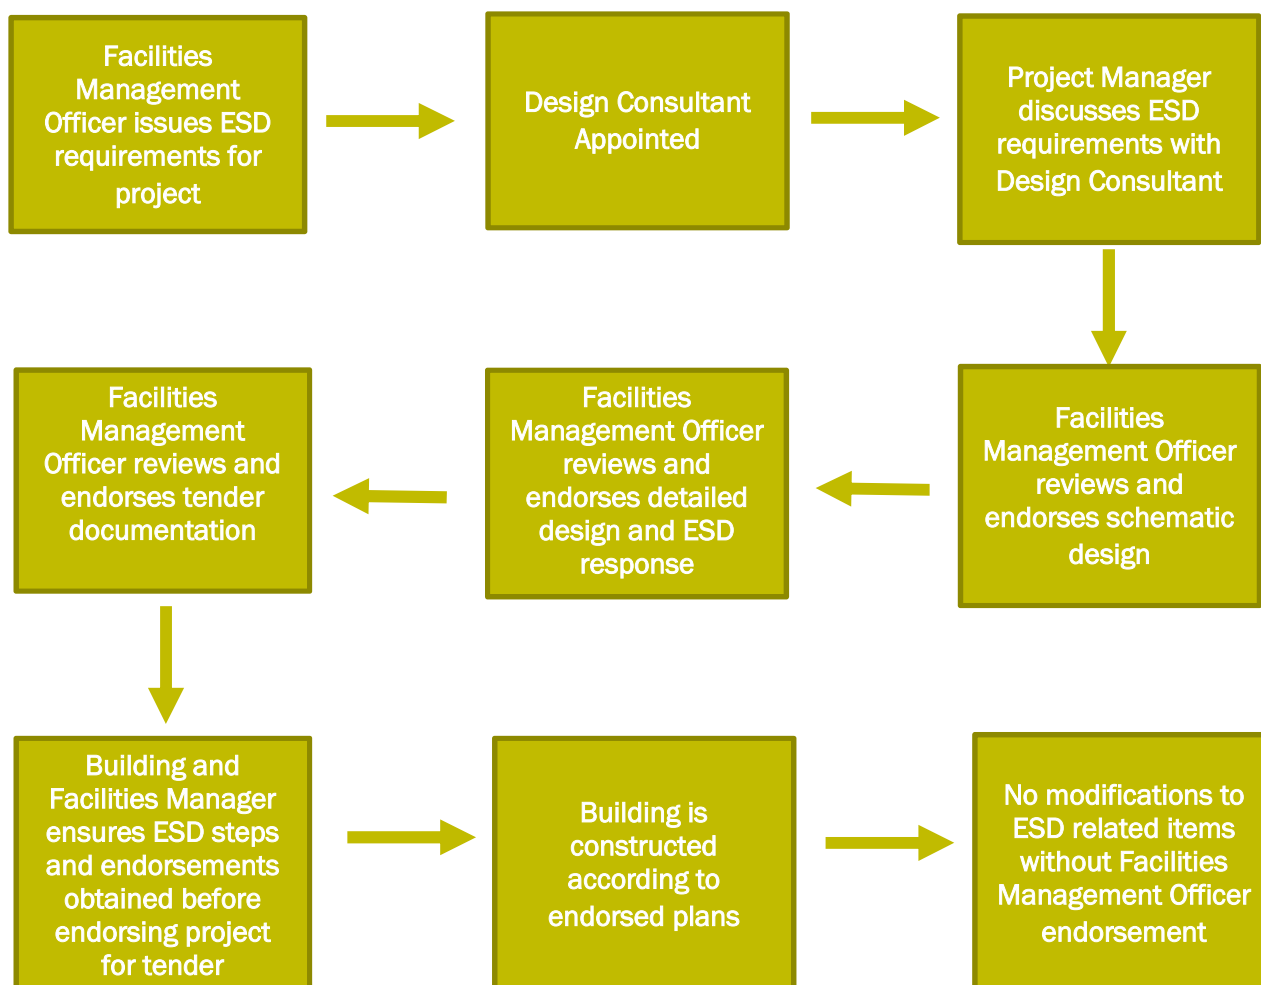 Facilities
Management
Officer issues ESD
requirements for
project
Design Consultant
Appointed
Project Manager
discusses ESD
requirements with
Design Consultant
Facilities
Management Officer
reviews and
endorses schematic
design
Facilities
Management Officer
reviews and
endorses detailed
design and ESD
response
Facilities
Management
Officer reviews and
endorses tender
documentation
Building and
Facilities Manager
ensures ESD steps
and endorsements
obtained before
endorsing project
for tender
Building is
constructed
according to
endorsed plans
No modifications to
ESD related items
without Facilities
Management Officer
endorsement